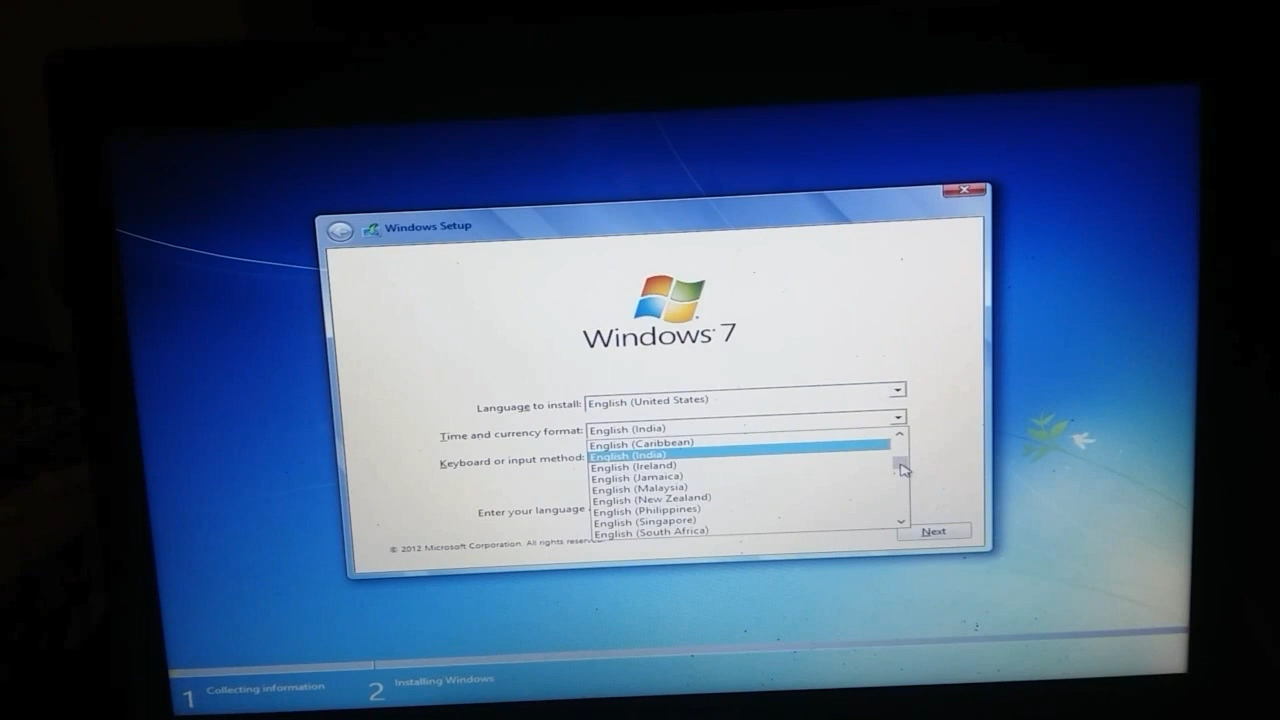 Windows Setup
Windows 7
Language to install: English (United States)
Time and currency format: English (India)
English (Caribbean)
Keyboard or input method: English (India)
English (Ireland)
English (Jamaica)
English (Malaysia)
English (New Zealand)
Enter your language English (Philippines)
English (Singapore)
English (South Africa)
© 2012 Microsoft Corporation. All rights
Next
1 Collecting information
2 Installing Windows